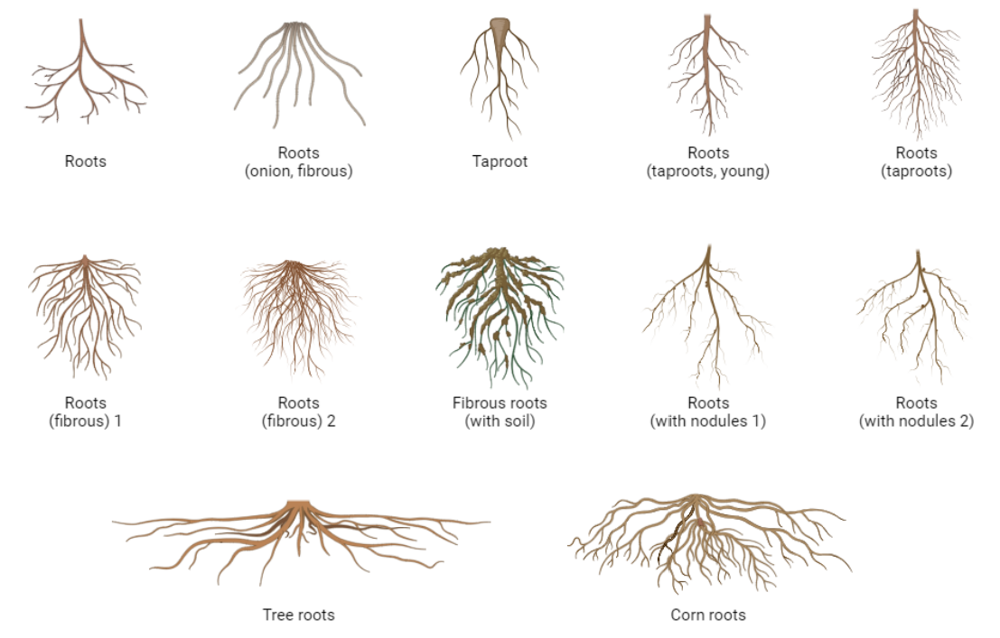 Roots
Roots
(onion, fibrous)
Taproot
Roots
(taproots, young)
Roots
(taproots)
Roots
(fibrous) 1
Roots
(fibrous) 2
Fibrous roots
(with soil)
Roots
(with nodules 1)
Roots
(with nodules 2)
Tree roots
Corn roots